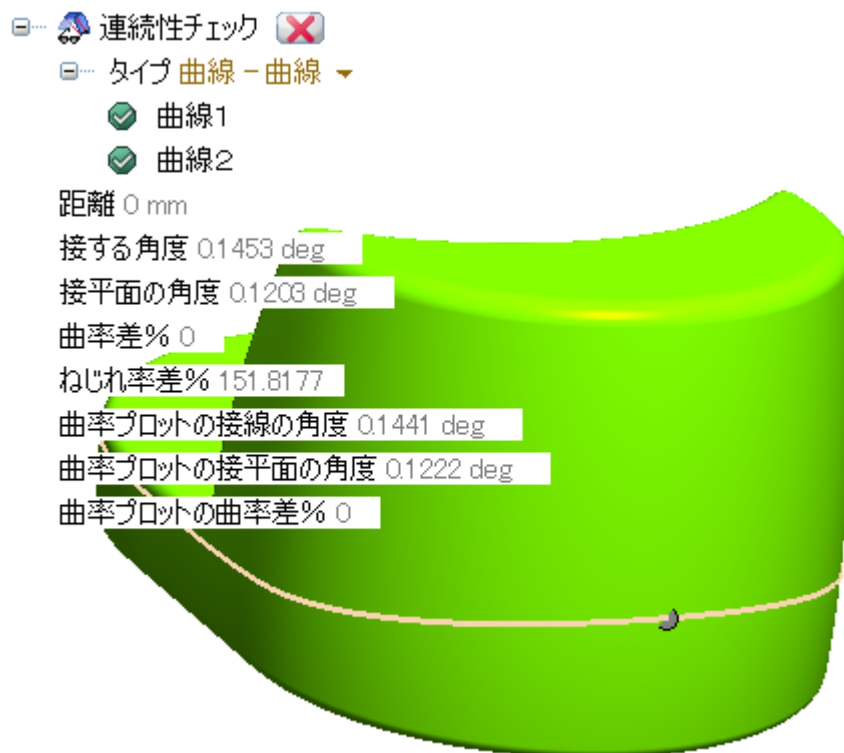 連続性チェック
タイプ 曲線 - 曲線
曲線1
曲線2
距離 0 mm
接する角度 0.1453 deg
接平面の角度 0.1203 deg
曲率差% 0
ねじれ率差% 151.8177
曲率プロットの接線の角度 0.1441 deg
曲率プロットの接平面の角度 0.1222 deg
曲率プロットの曲率差% 0